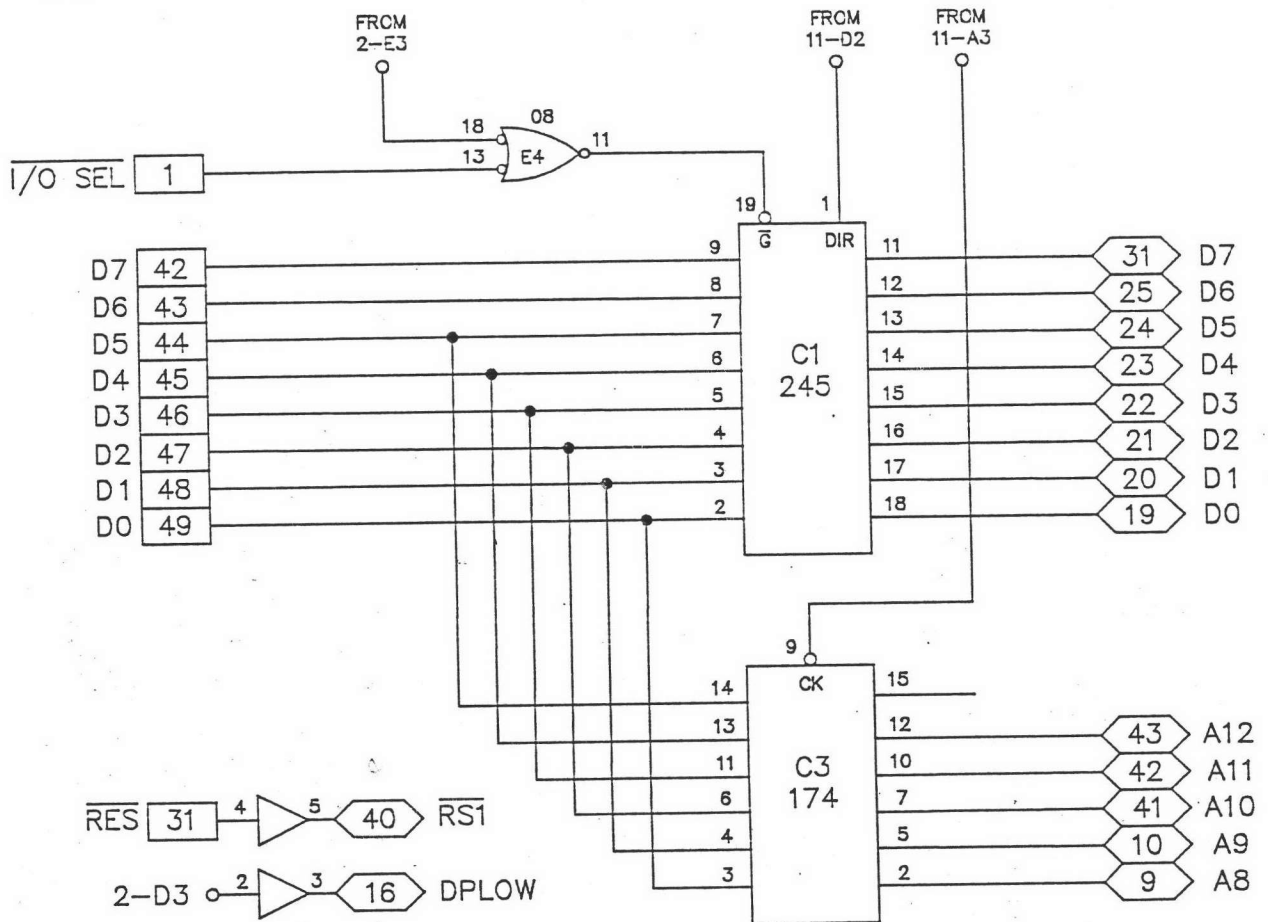 FROM 2-E3
FROM 11-D2
FROM 11-A3
08
18
13
E4
11
I/O SEL 1
19
1
G DIR
D7 42 9 11 31 D7
D6 43 8 12 25 D6
D5 44 7 13 24 D5
D4 45 6 14 23 D4
D3 46 5 15 22 D3
D2 47 4 16 21 D2
D1 48 3 17 20 D1
D0 49 2 18 19 D0
C1
245
9
CK
14 15
13 12 43 A12
11 10 42 A11
6 7 41 A10
4 5 10 A9
3 2 9 A8
C3
174
RES 31 4 5 40 RS1
2-D3 2 3 16 DPLOW